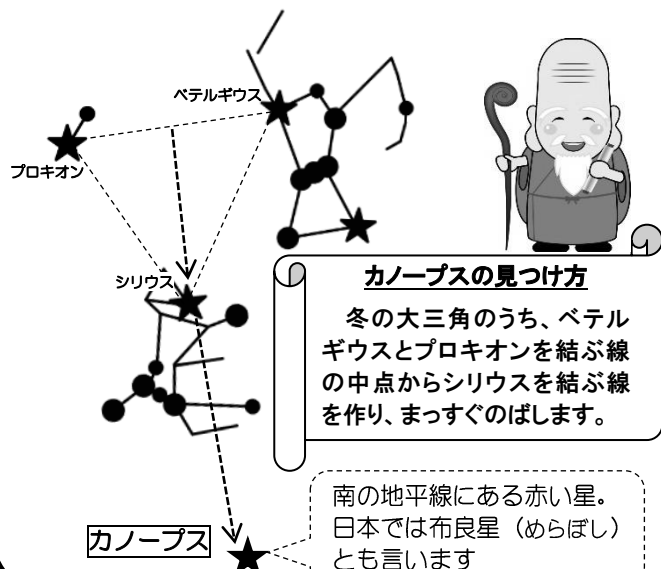 ベテルギウス
プロキオン
シリウス
カノープスの見つけ方
冬の大三角のうち、ベテル
ギウスとプロキオンを結ぶ線
の中点からシリウスを結ぶ線
を作り、まっすぐのばします。
南の地平線にある赤い星。
日本では布良星（めらぼし）
とも言います
カノープス